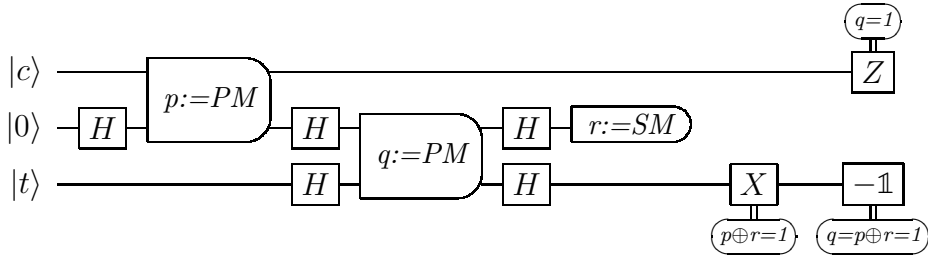 q=1
|c⟩ p:=PM Z
|0⟩ H H H r:=SM
q:=PM
|t⟩ H H X −𝟙
p⊕r=1 q=p⊕r=1